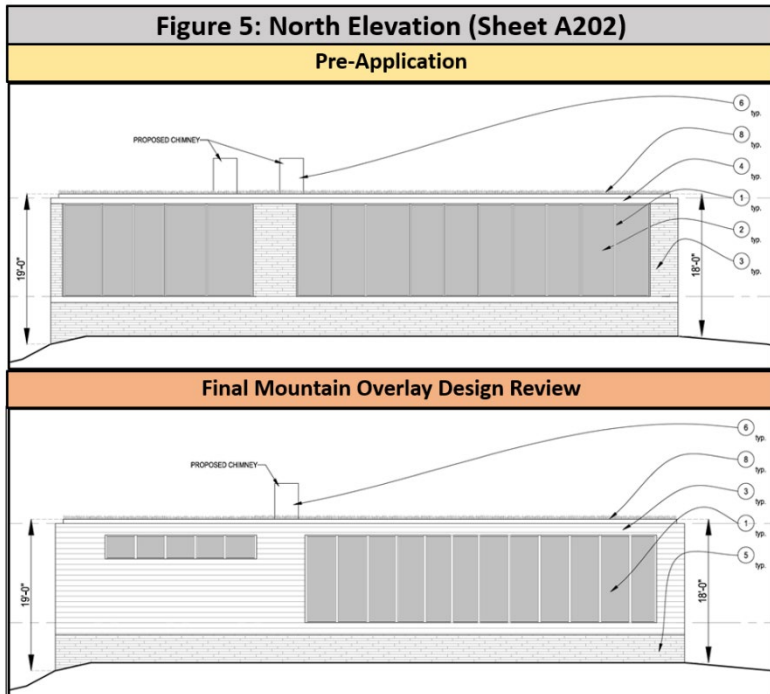 Figure 5: North Elevation (Sheet A202)
Pre-Application
6
typ.
PROPOSED CHIMNEY
8
typ.
4
typ.
1
typ.
2
typ.
3
typ.
19'-0"
18'-0"
Final Mountain Overlay Design Review
6
typ.
PROPOSED CHIMNEY
8
typ.
3
typ.
1
typ.
5
typ.
19'-0"
18'-0"